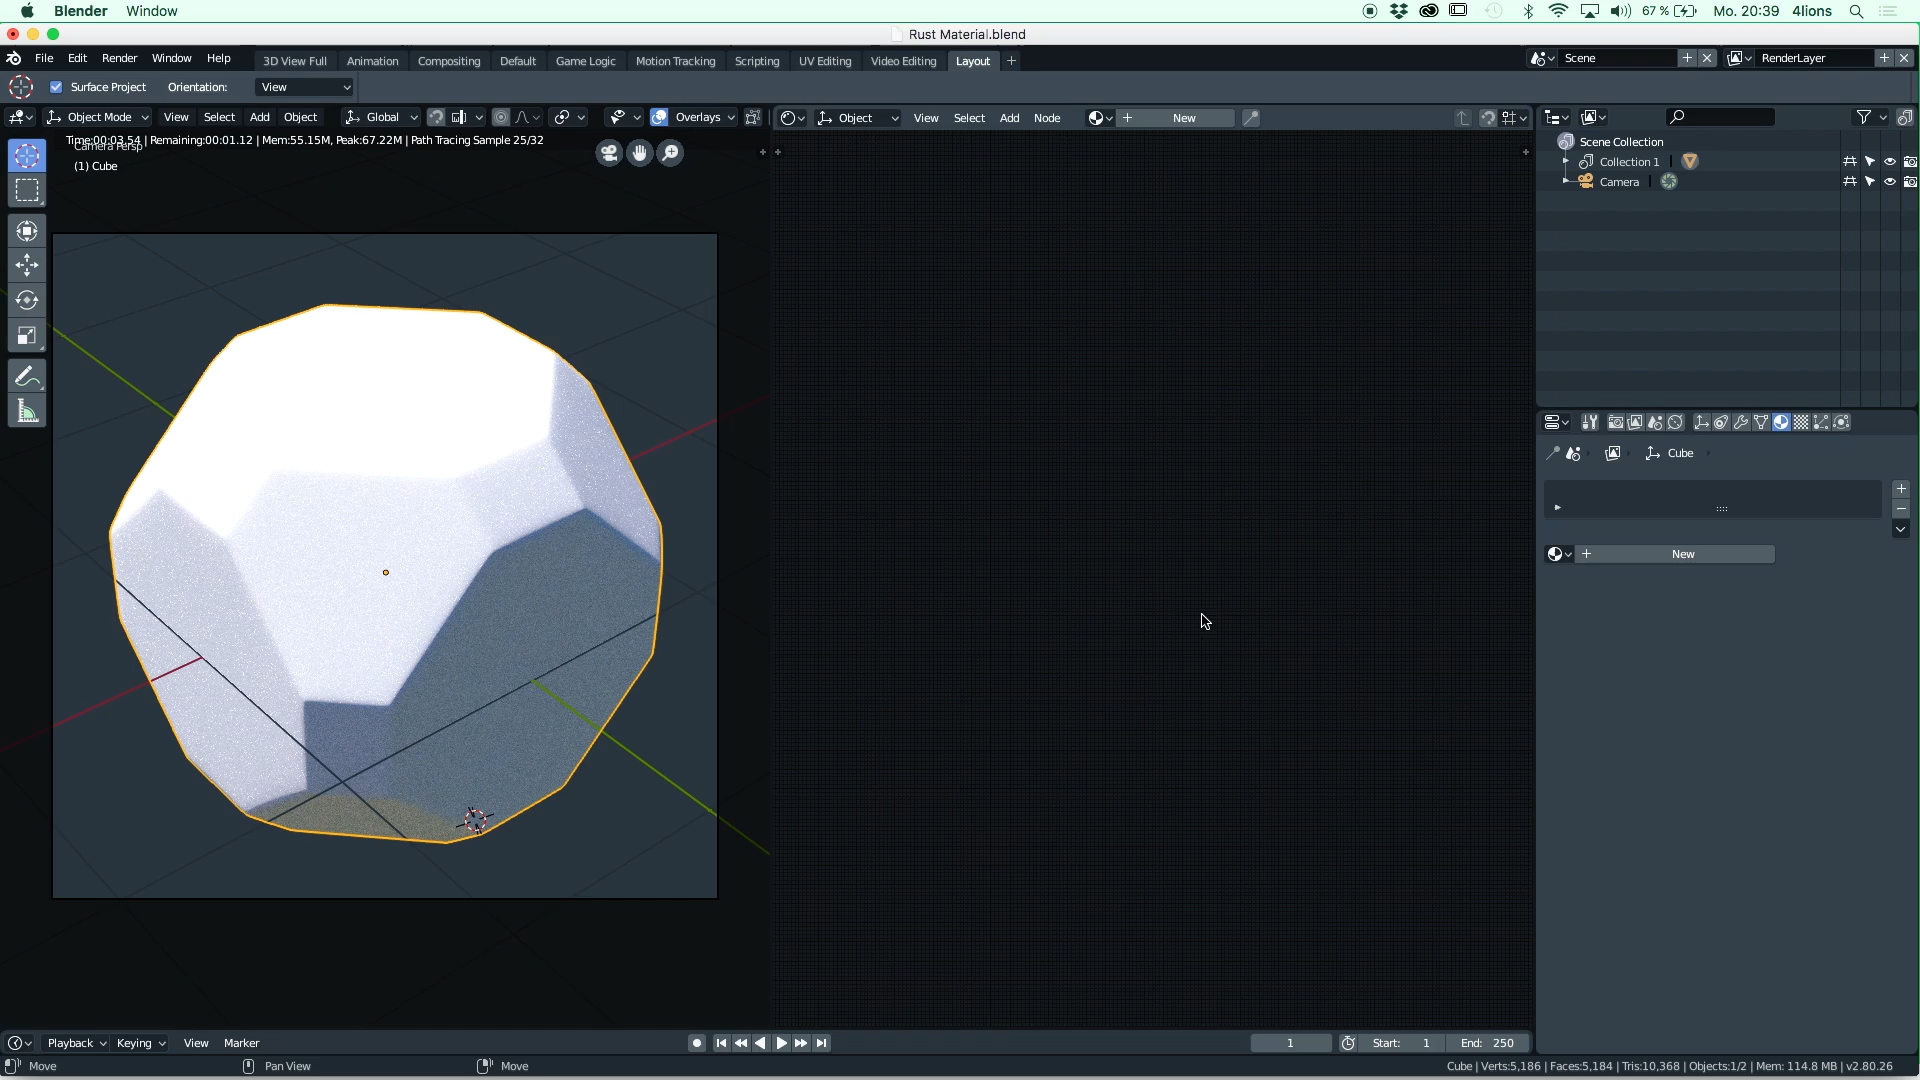 Blender Window 67 % Mo. 20:39 4lions
Rust Material.blend
File Edit Render Window Help 3D View Full Animation Compositing Default Game Logic Motion Tracking Scripting UV Editing Video Editing Layout + Scene RenderLayer
Surface Project Orientation: View
Object Mode View Select Add Object Global Overlays Object View Select Add Node New
Time:00:03.54 | Remaining:00:01.12 | Mem:55.15M, Peak:67.22M | Path Tracing Sample 25/32
Camera Persp
(1) Cube
Scene Collection
Collection 1
Camera
Cube
New
Playback Keying View Marker 1 Start: 1 End: 250
Move Pan View Move Cube | Verts:5,186 | Faces:5,184 | Tris:10,368 | Objects:1/2 | Mem: 114.8 MB | v2.80.26